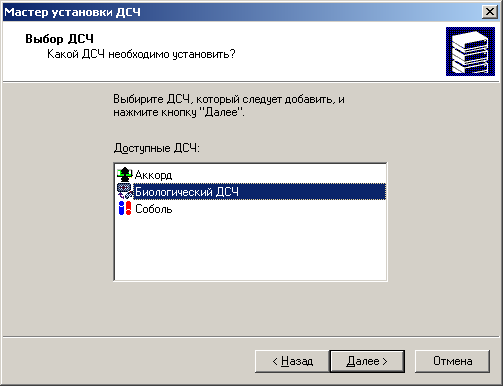 Мастер установки ДСЧ
Выбор ДСЧ
Какой ДСЧ необходимо установить?
Выбирите ДСЧ, который следует добавить, и
нажмите кнопку "Далее".
Доступные ДСЧ:
Аккорд
Биологический ДСЧ
Соболь
< Назад
Далее >
Отмена